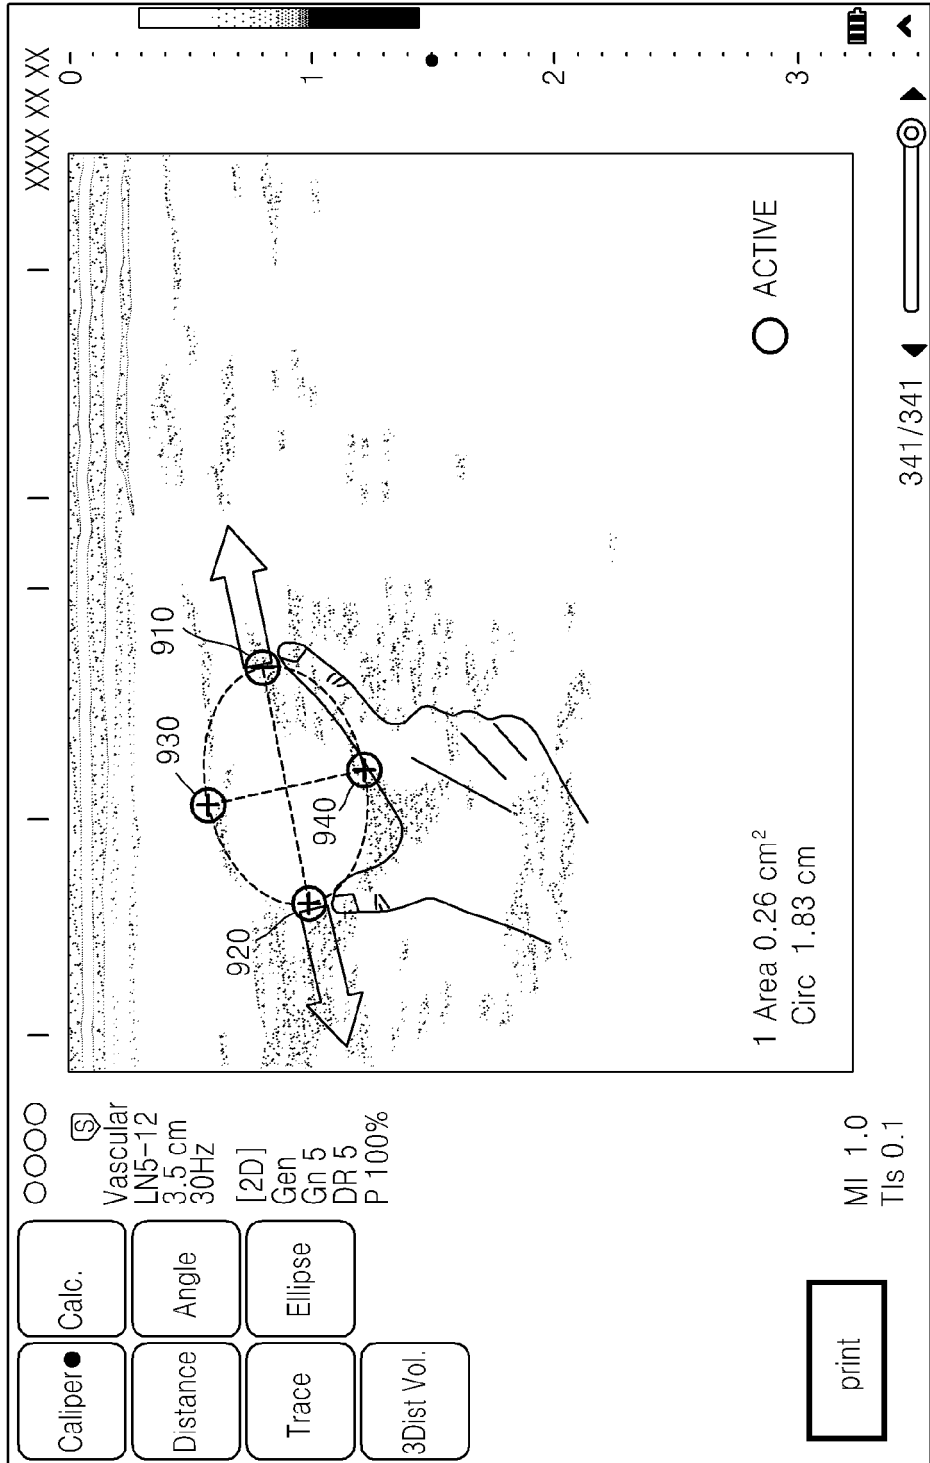 Caliper● Calc.
Distance Angle
Trace Ellipse
3Dist Vol.
print
○○○○
S
Vascular
LN5-12
3.5 cm
30Hz
[2D]
Gen
Gn 5
DR 5
P 100%
MI 1.0
TIs 0.1
XXXX XX XX
0
1
2
3
910
920
930
940
1 Area 0.26 cm²
Circ 1.83 cm
ACTIVE
341/341